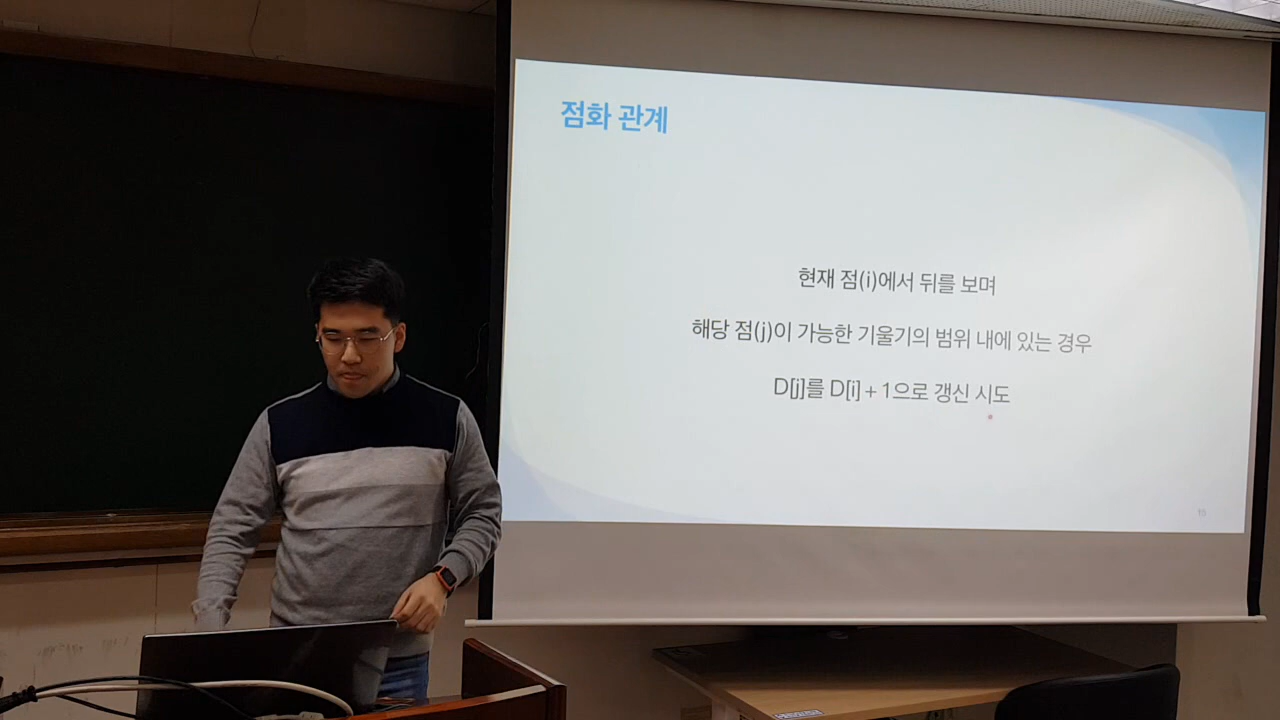 점화 관계
현재 점(i)에서 뒤를 보며
해당 점(j)이 가능한 기울기의 범위 내에 있는 경우
D[j]를 D[i] + 1으로 갱신 시도
15